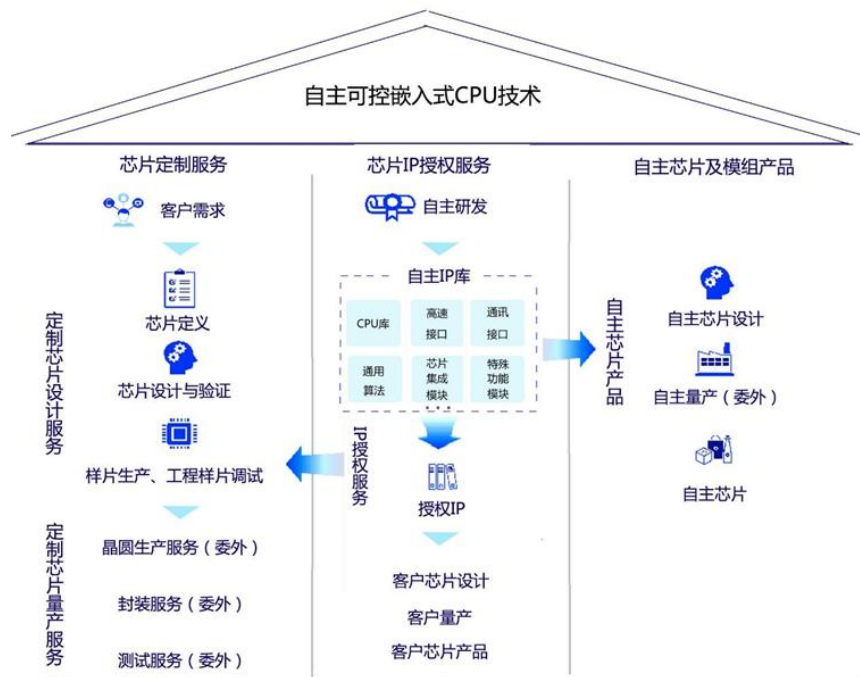 自主可控嵌入式CPU技术
芯片定制服务
客户需求
定制芯片设计服务
芯片定义
芯片设计与验证
样片生产、工程样片调试
定制芯片量产服务
晶圆生产服务（委外）
封装服务（委外）
测试服务（委外）
芯片IP授权服务
自主研发
自主IP库
CPU库
高速
接口
通讯
接口
通用
算法
芯片
集成
模块
特殊
功能
模块
IP授权服务
授权IP
客户芯片设计
客户量产
客户芯片产品
自主芯片及模组产品
自主芯片产品
自主芯片设计
自主量产（委外）
自主芯片